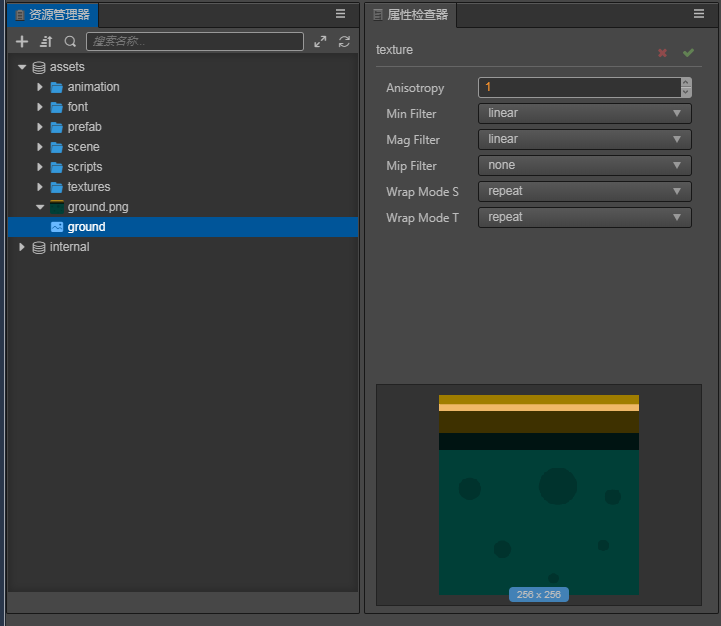 资源管理器
搜索名称...
assets
animation
font
prefab
scene
scripts
textures
ground.png
ground
internal
属性检查器
texture
Anisotropy 1
Min Filter linear
Mag Filter linear
Mip Filter none
Wrap Mode S repeat
Wrap Mode T repeat
256 x 256